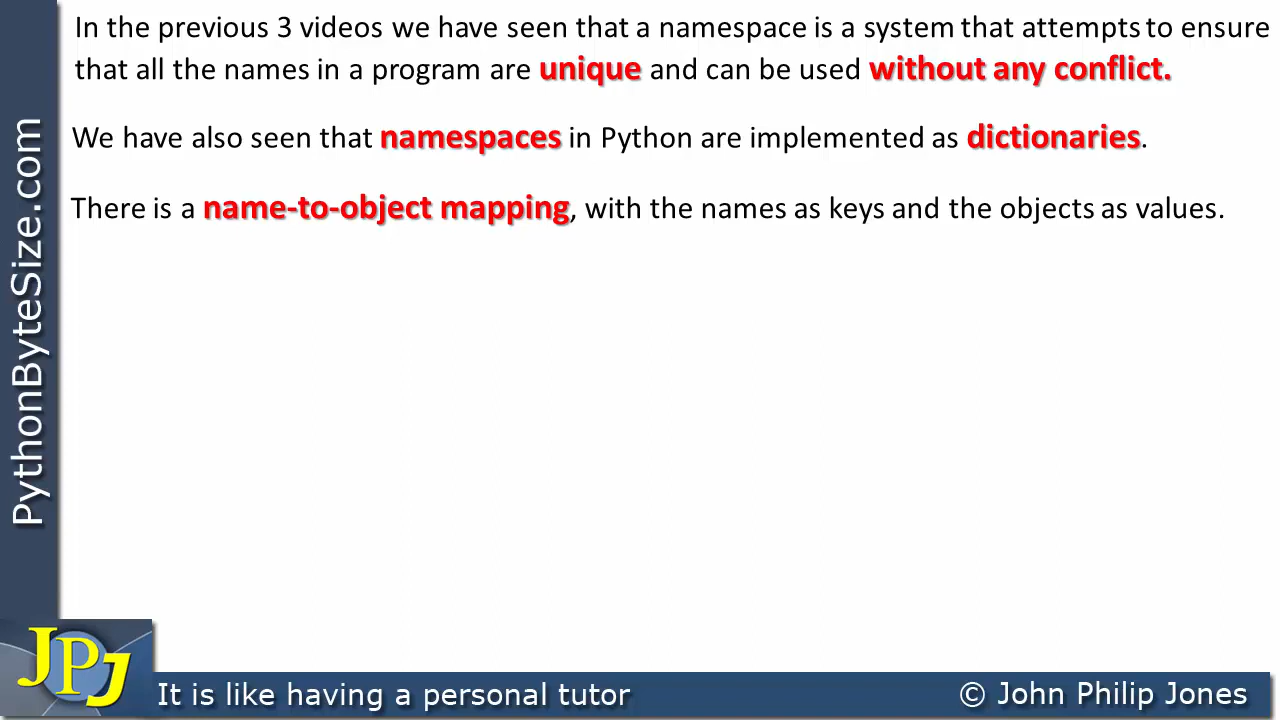 In the previous 3 videos we have seen that a namespace is a system that attempts to ensure
that all the names in a program are unique and can be used without any conflict.
We have also seen that namespaces in Python are implemented as dictionaries.
There is a name-to-object mapping, with the names as keys and the objects as values.
PythonByteSize.com
JPJ
It is like having a personal tutor
© John Philip Jones